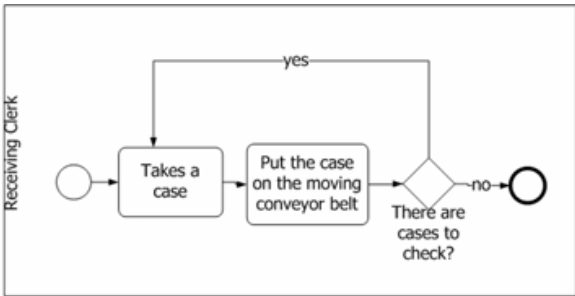 Receiving Clerk
yes
Takes a
case
Put the case
on the moving
conveyor belt
no
There are
cases to
check?